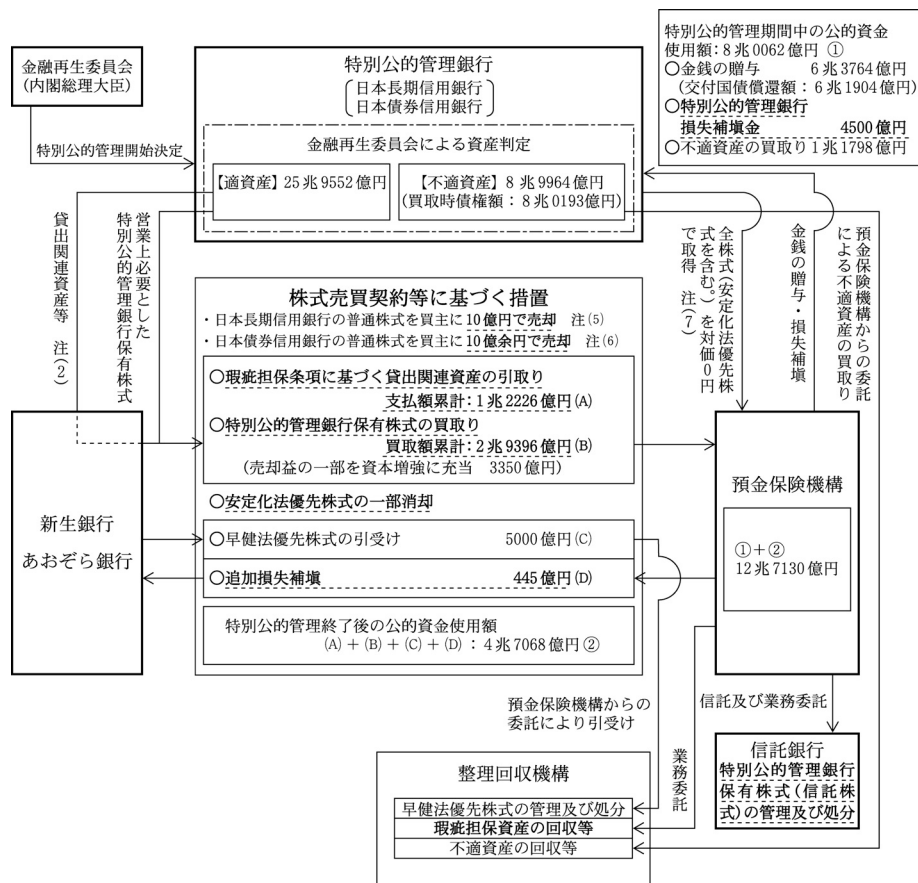 金融再生委員会
(内閣総理大臣)
特別公的管理開始決定
特別公的管理銀行
日本長期信用銀行
日本債券信用銀行
金融再生委員会による資産判定
【適資産】25兆9552億円
【不適資産】8兆9964億円
(買取時債権額：8兆0193億円)
特別公的管理期間中の公的資金
使用額：8兆0062億円 ①
○金銭の贈与 6兆3764億円
(交付国債償還額：6兆1904億円)
○特別公的管理銀行
損失補塡金 4500億円
○不適資産の買取り1兆1798億円
貸出関連資産等 注(2)
営業上必要とした
特別公的管理銀行保有株式
全株式(安定化法優先株
式を含む。)を対価0円
で取得 注(7)
金銭の贈与・損失補塡
預金保険機構からの委託
による不適資産の買取り
株式売買契約等に基づく措置
・日本長期信用銀行の普通株式を買主に10億円で売却 注(5)
・日本債券信用銀行の普通株式を買主に10億余円で売却 注(6)
○瑕疵担保条項に基づく貸出関連資産の引取り
支払額累計：1兆2226億円(A)
○特別公的管理銀行保有株式の買取り
買取額累計：2兆9396億円(B)
(売却益の一部を資本増強に充当 3350億円)
○安定化法優先株式の一部消却
○早健法優先株式の引受け 5000億円(C)
○追加損失補塡 445億円(D)
特別公的管理終了後の公的資金使用額
(A)＋(B)＋(C)＋(D)：4兆7068億円②
新生銀行
あおぞら銀行
預金保険機構
①＋②
12兆7130億円
預金保険機構からの
委託により引受け
業務委託
信託及び業務委託
信託銀行
特別公的管理銀行
保有株式(信託株
式)の管理及び処分
整理回収機構
早健法優先株式の管理及び処分
瑕疵担保資産の回収等
不適資産の回収等